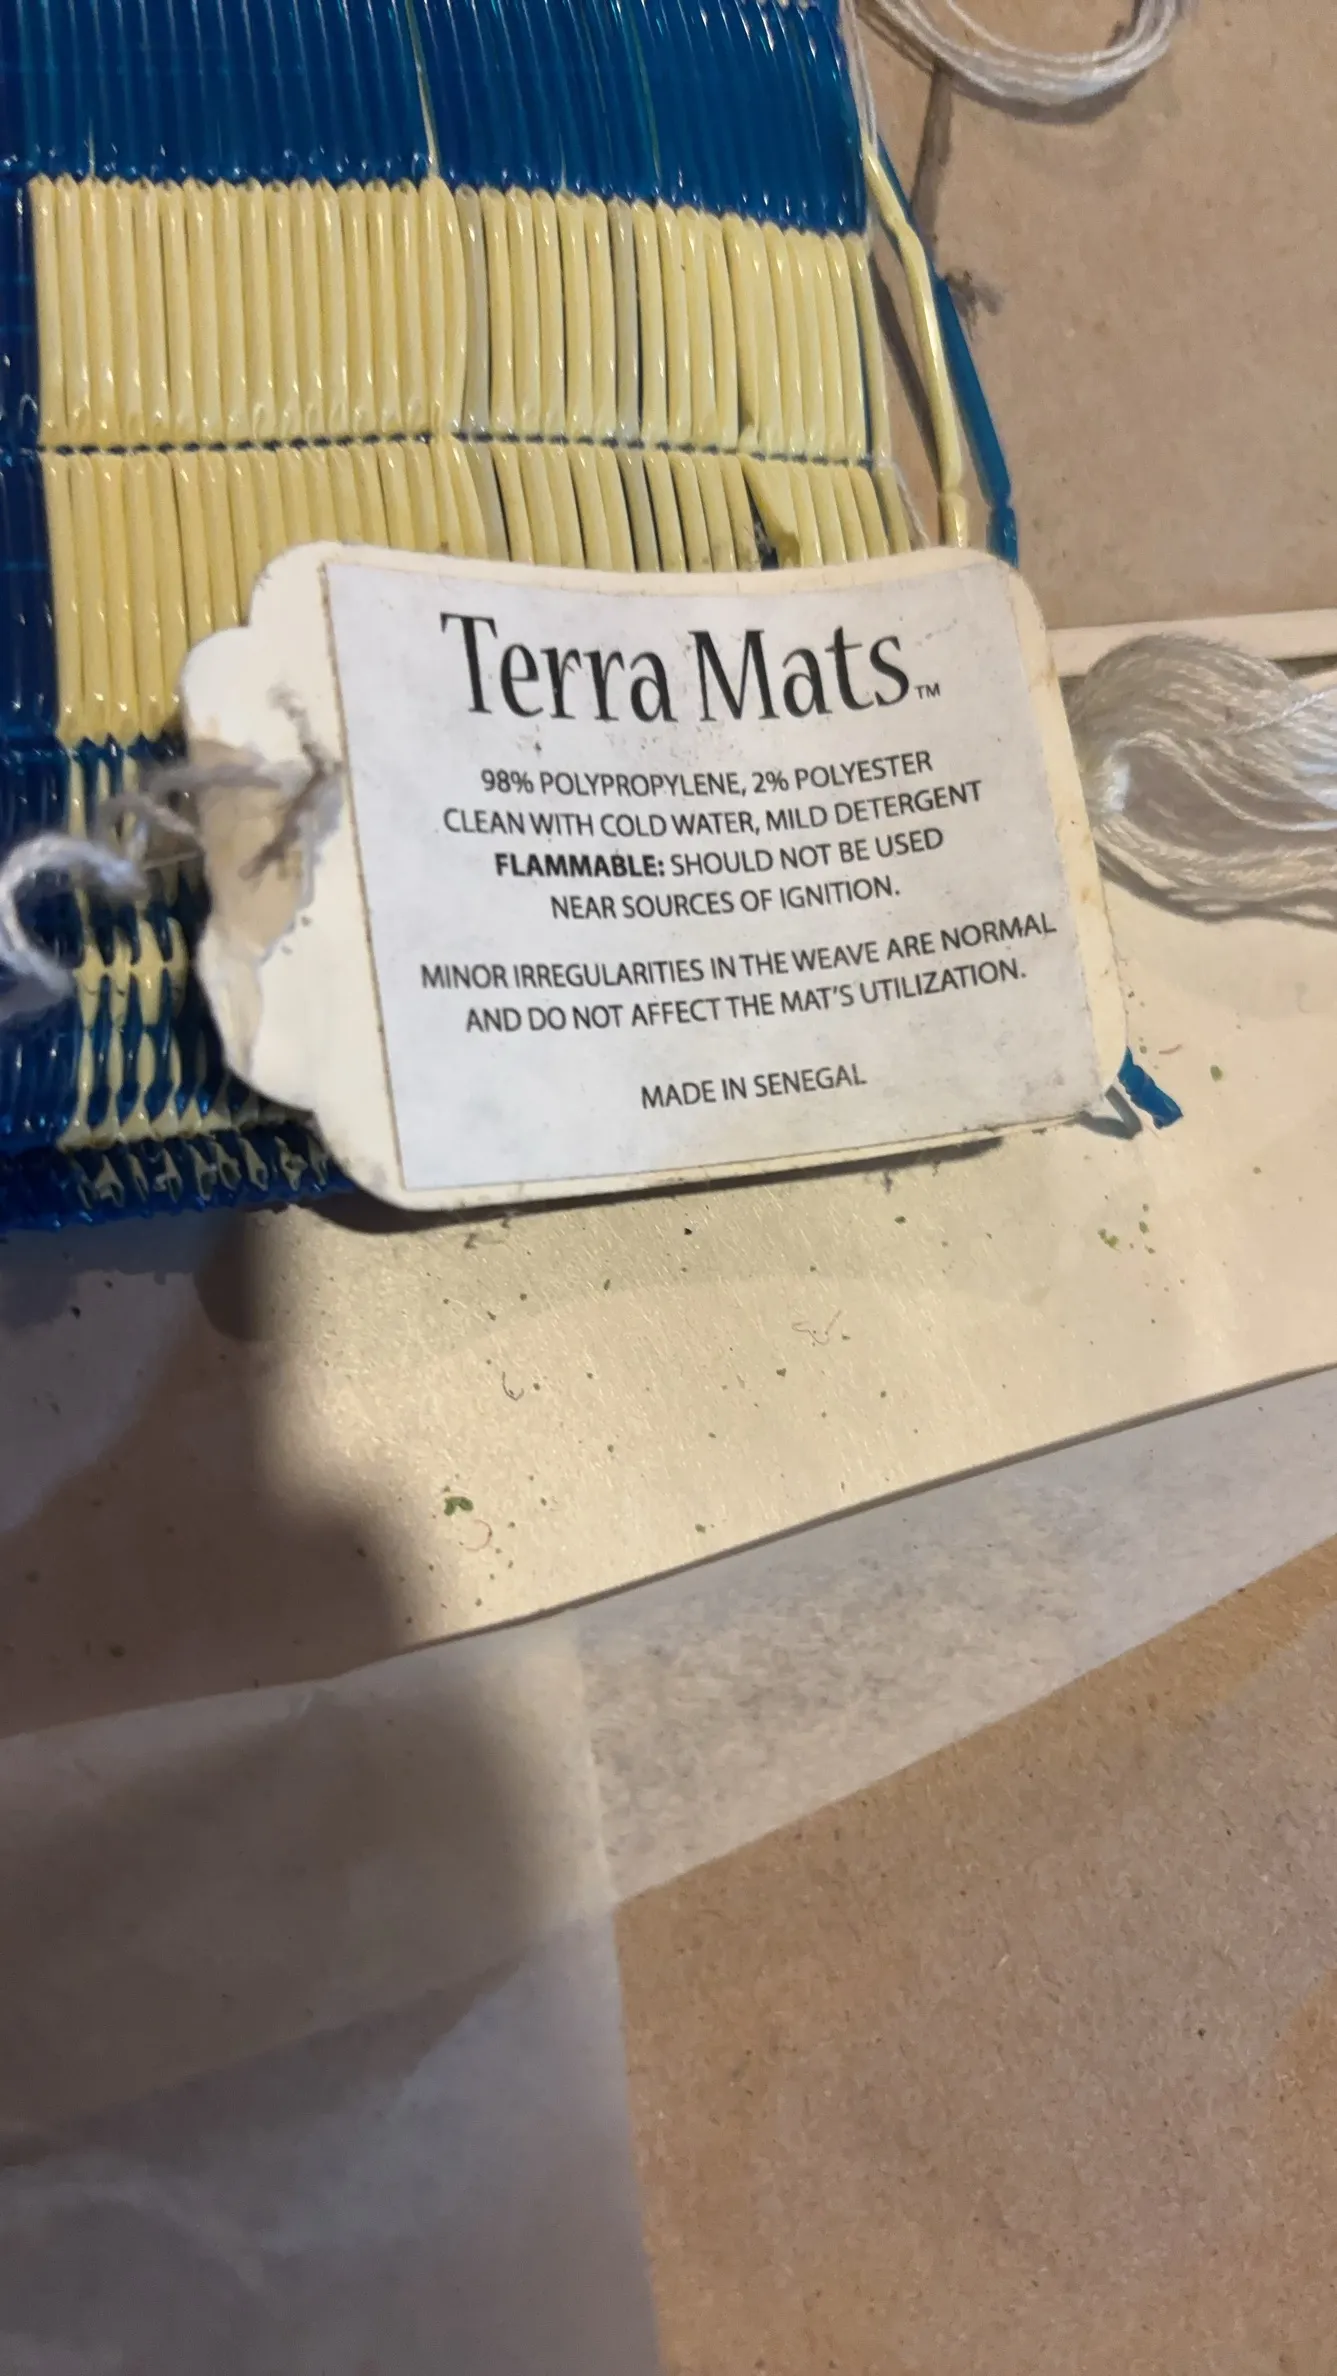 Terra Mats™
98% POLYPROPYLENE, 2% POLYESTER
CLEAN WITH COLD WATER, MILD DETERGENT
FLAMMABLE: SHOULD NOT BE USED
NEAR SOURCES OF IGNITION.
MINOR IRREGULARITIES IN THE WEAVE ARE NORMAL
AND DO NOT AFFECT THE MAT'S UTILIZATION.
MADE IN SENEGAL